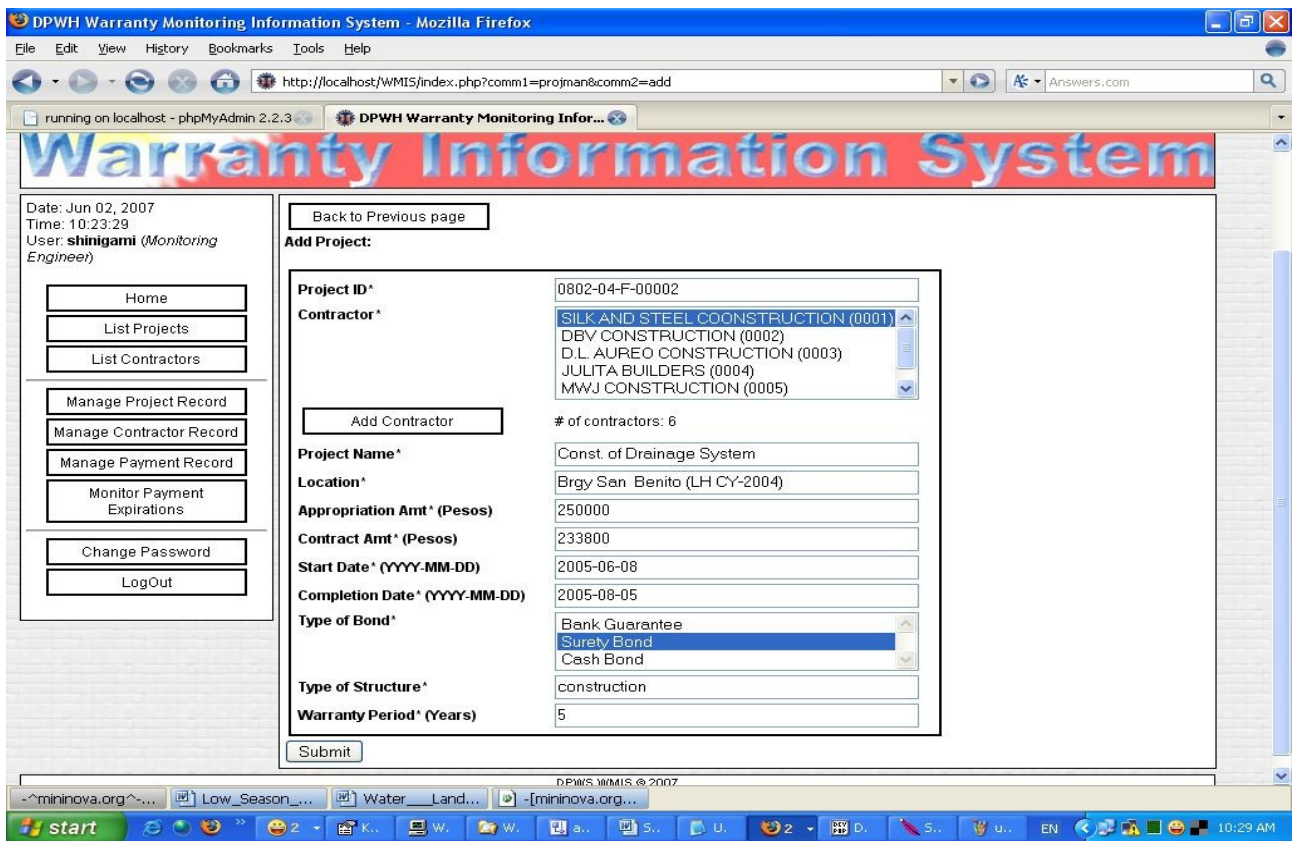 DPWH Warranty Monitoring Information System - Mozilla Firefox
File Edit View History Bookmarks Tools Help
http://localhost/WMIS/index.php?comm1=projman&comm2=add
Answers.com
running on localhost - phpMyAdmin 2.2.3
DPWH Warranty Monitoring Infor...
Warranty Information System
Date: Jun 02, 2007
Time: 10:23:29
User: shinigami (Monitoring
Engineer)
Home
List Projects
List Contractors
Manage Project Record
Manage Contractor Record
Manage Payment Record
Monitor Payment
Expirations
Change Password
LogOut
Back to Previous page
Add Project:
Project ID* 0802-04-F-00002
Contractor* SILK AND STEEL COONSTRUCTION (0001)
DBV CONSTRUCTION (0002)
D.L. AUREO CONSTRUCTION (0003)
JULITA BUILDERS (0004)
MWJ CONSTRUCTION (0005)
Add Contractor # of contractors: 6
Project Name* Const. of Drainage System
Location* Brgy San Benito (LH CY-2004)
Appropriation Amt* (Pesos) 250000
Contract Amt* (Pesos) 233800
Start Date* (YYYY-MM-DD) 2005-06-08
Completion Date* (YYYY-MM-DD) 2005-08-05
Type of Bond* Bank Guarantee
Surety Bond
Cash Bond
Type of Structure* construction
Warranty Period* (Years) 5
Submit
DPWS WMIS © 2007
-^mininova.org^-... Low_Season_... Water___Land... -[mininova.org...
start 2 K.. W. W. a.. S.. U. 2 D. S.. u.. EN 10:29 AM